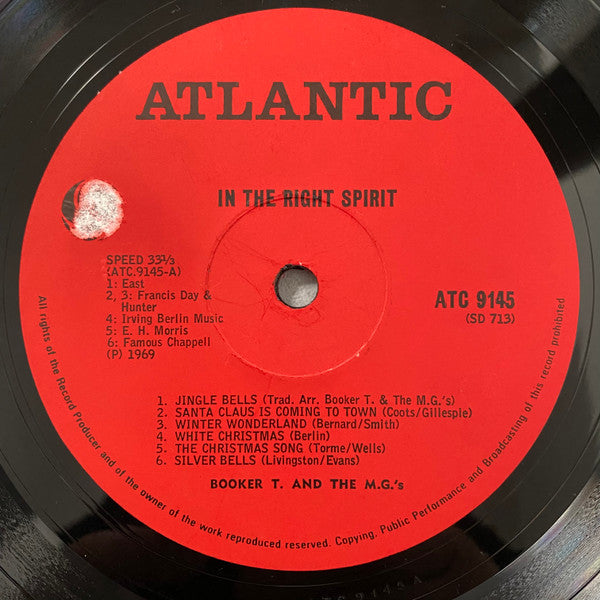 ATLANTIC
IN THE RIGHT SPIRIT
SPEED 33⅓
(ATC.9145-A)
1: East
2, 3: Francis Day &
Hunter
4: Irving Berlin Music
5: E. H. Morris
6: Famous Chappell
(P) 1969
ATC 9145
(SD 713)
1. JINGLE BELLS (Trad. Arr. Booker T. & The M.G.'s)
2. SANTA CLAUS IS COMING TO TOWN (Coots/Gillespie)
3. WINTER WONDERLAND (Bernard/Smith)
4. WHITE CHRISTMAS (Berlin)
5. THE CHRISTMAS SONG (Torme/Wells)
6. SILVER BELLS (Livingston/Evans)
BOOKER T. AND THE M.G.'s
All rights of the Record Producer and of the owner of the work reproduced reserved. Copying, Public Performance and Broadcasting of this record prohibited